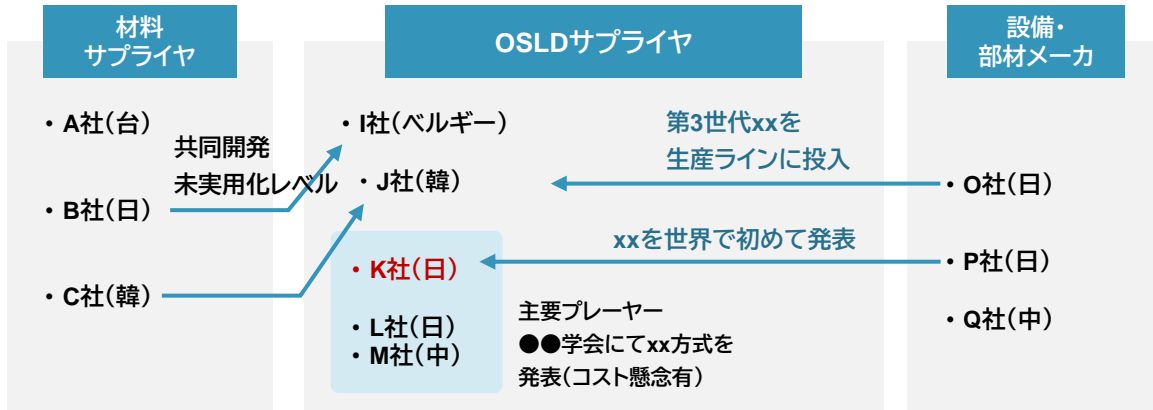 材料
サプライヤ
・A社(台)
共同開発
未実用化レベル
・B社(日)
・C社(韓)
OSLDサプライヤ
・I社(ベルギー)
・J社(韓)
・K社(日)
・L社(日)
・M社(中)
第3世代xxを
生産ラインに投入
xxを世界で初めて発表
主要プレーヤー
●●学会にてxx方式を
発表(コスト懸念有)
設備・
部材メーカ
・O社(日)
・P社(日)
・Q社(中)